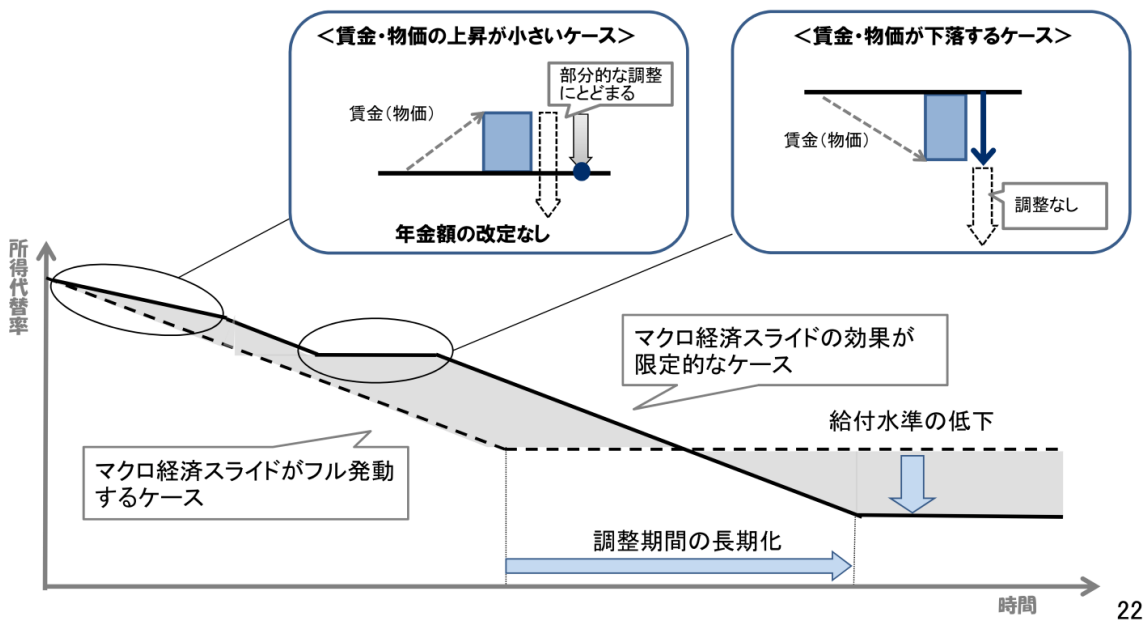 <賃金・物価の上昇が小さいケース>
部分的な調整
にとどまる
賃金(物価)
年金額の改定なし
<賃金・物価が下落するケース>
賃金(物価)
調整なし
所得代替率
マクロ経済スライドの効果が
限定的なケース
給付水準の低下
マクロ経済スライドがフル発動
するケース
調整期間の長期化
時間
22